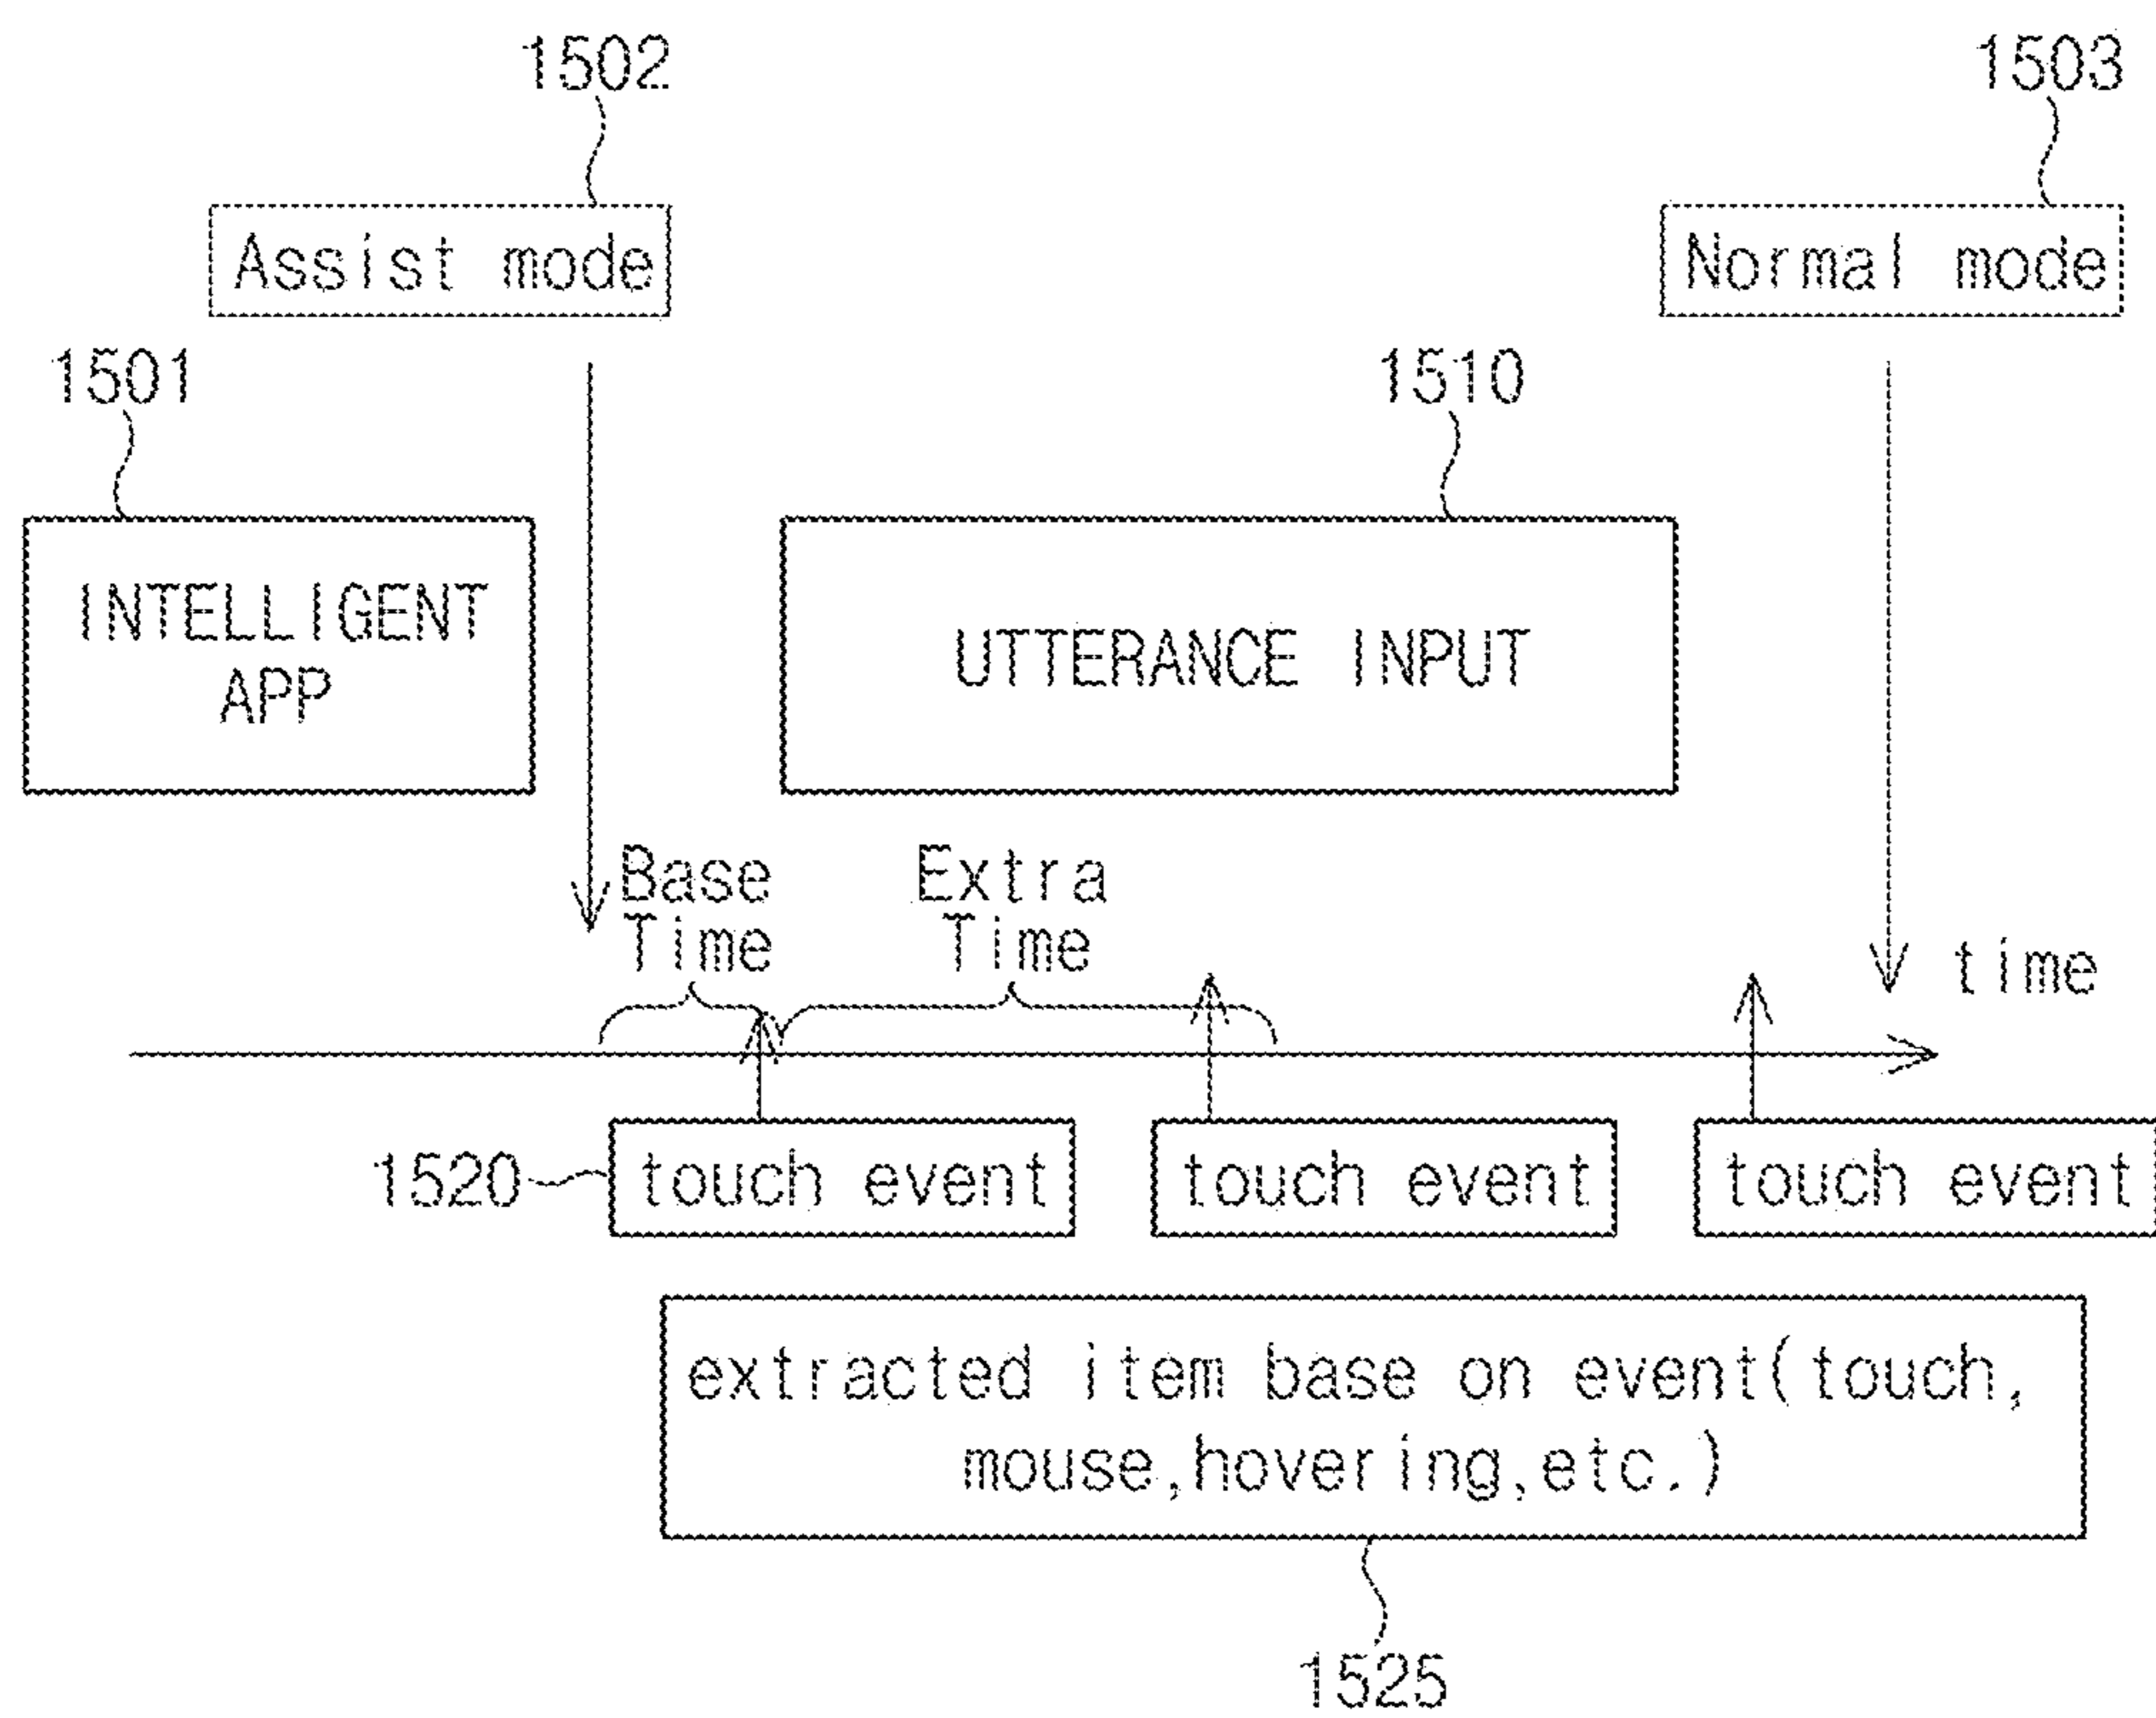 1502
1503
Assist mode
Normal mode
1501
1510
INTELLIGENT
APP
UTTERANCE INPUT
Base
Time
Extra
Time
time
1520
touch event
touch event
touch event
extracted item base on event(touch,
mouse,hovering,etc.)
1525